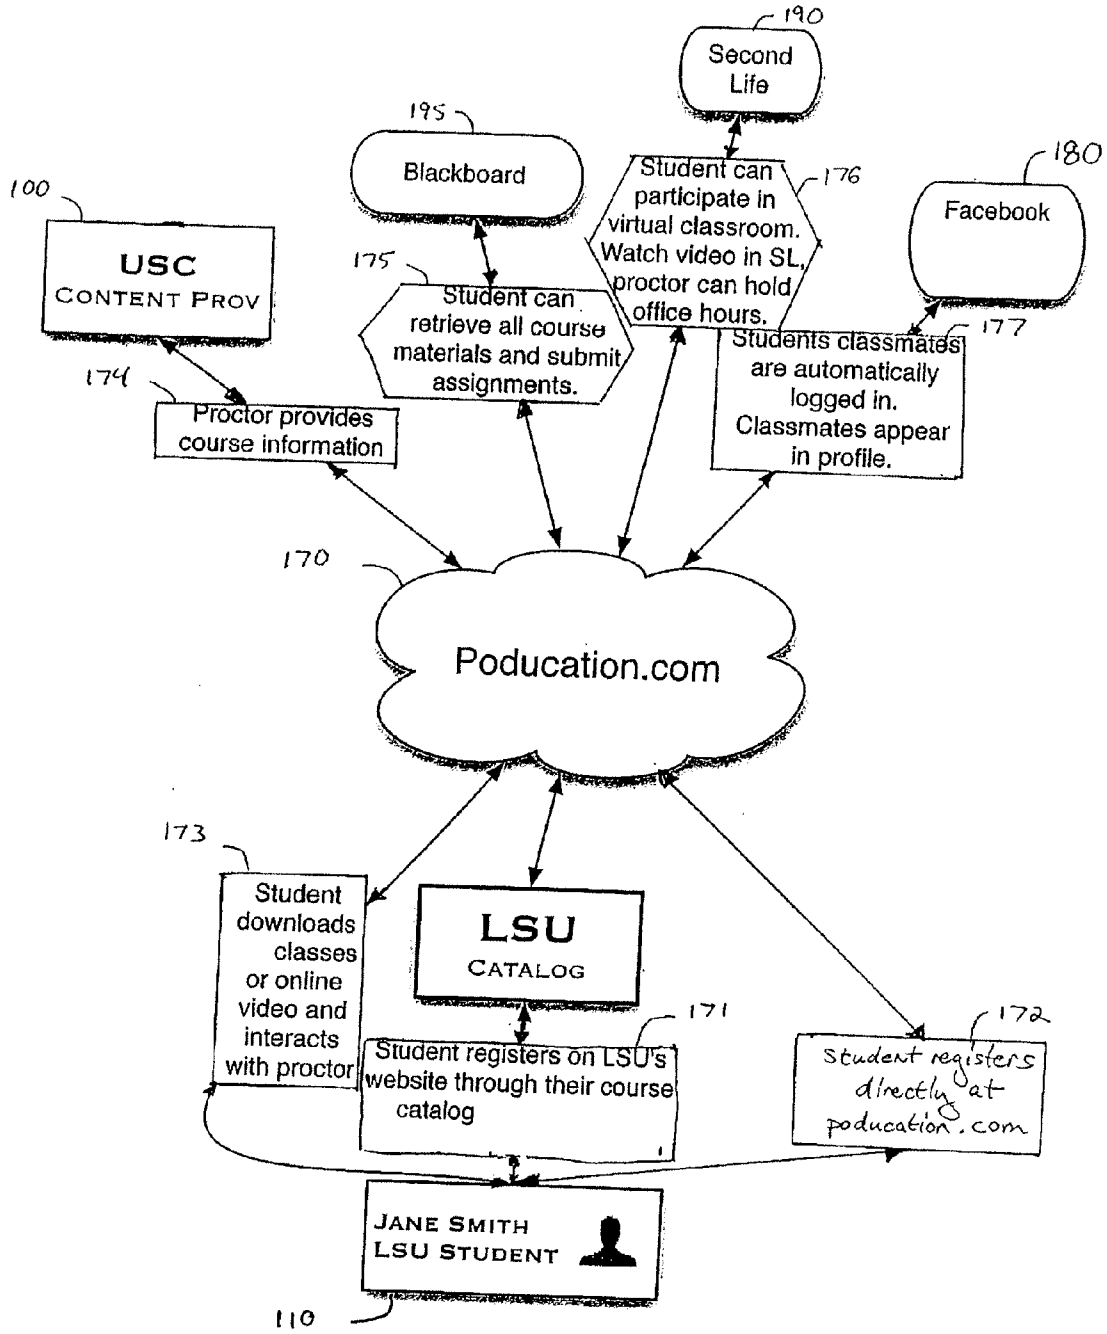 190
Second
Life
195
Blackboard
176
Student can
participate in
virtual classroom.
Watch video in SL,
proctor can hold
office hours.
180
Facebook
100
USC
CONTENT PROV
175
Student can
retrieve all course
materials and submit
assignments.
177
Students classmates
are automatically
logged in.
Classmates appear
in profile.
174
Proctor provides
course information
170
Poducation.com
173
Student
downloads
classes
or online
video and
interacts
with proctor
LSU
CATALOG
171
Student registers on LSU's
website through their course
catalog
172
Student registers
directly at
poducation.com
JANE SMITH
LSU STUDENT
110